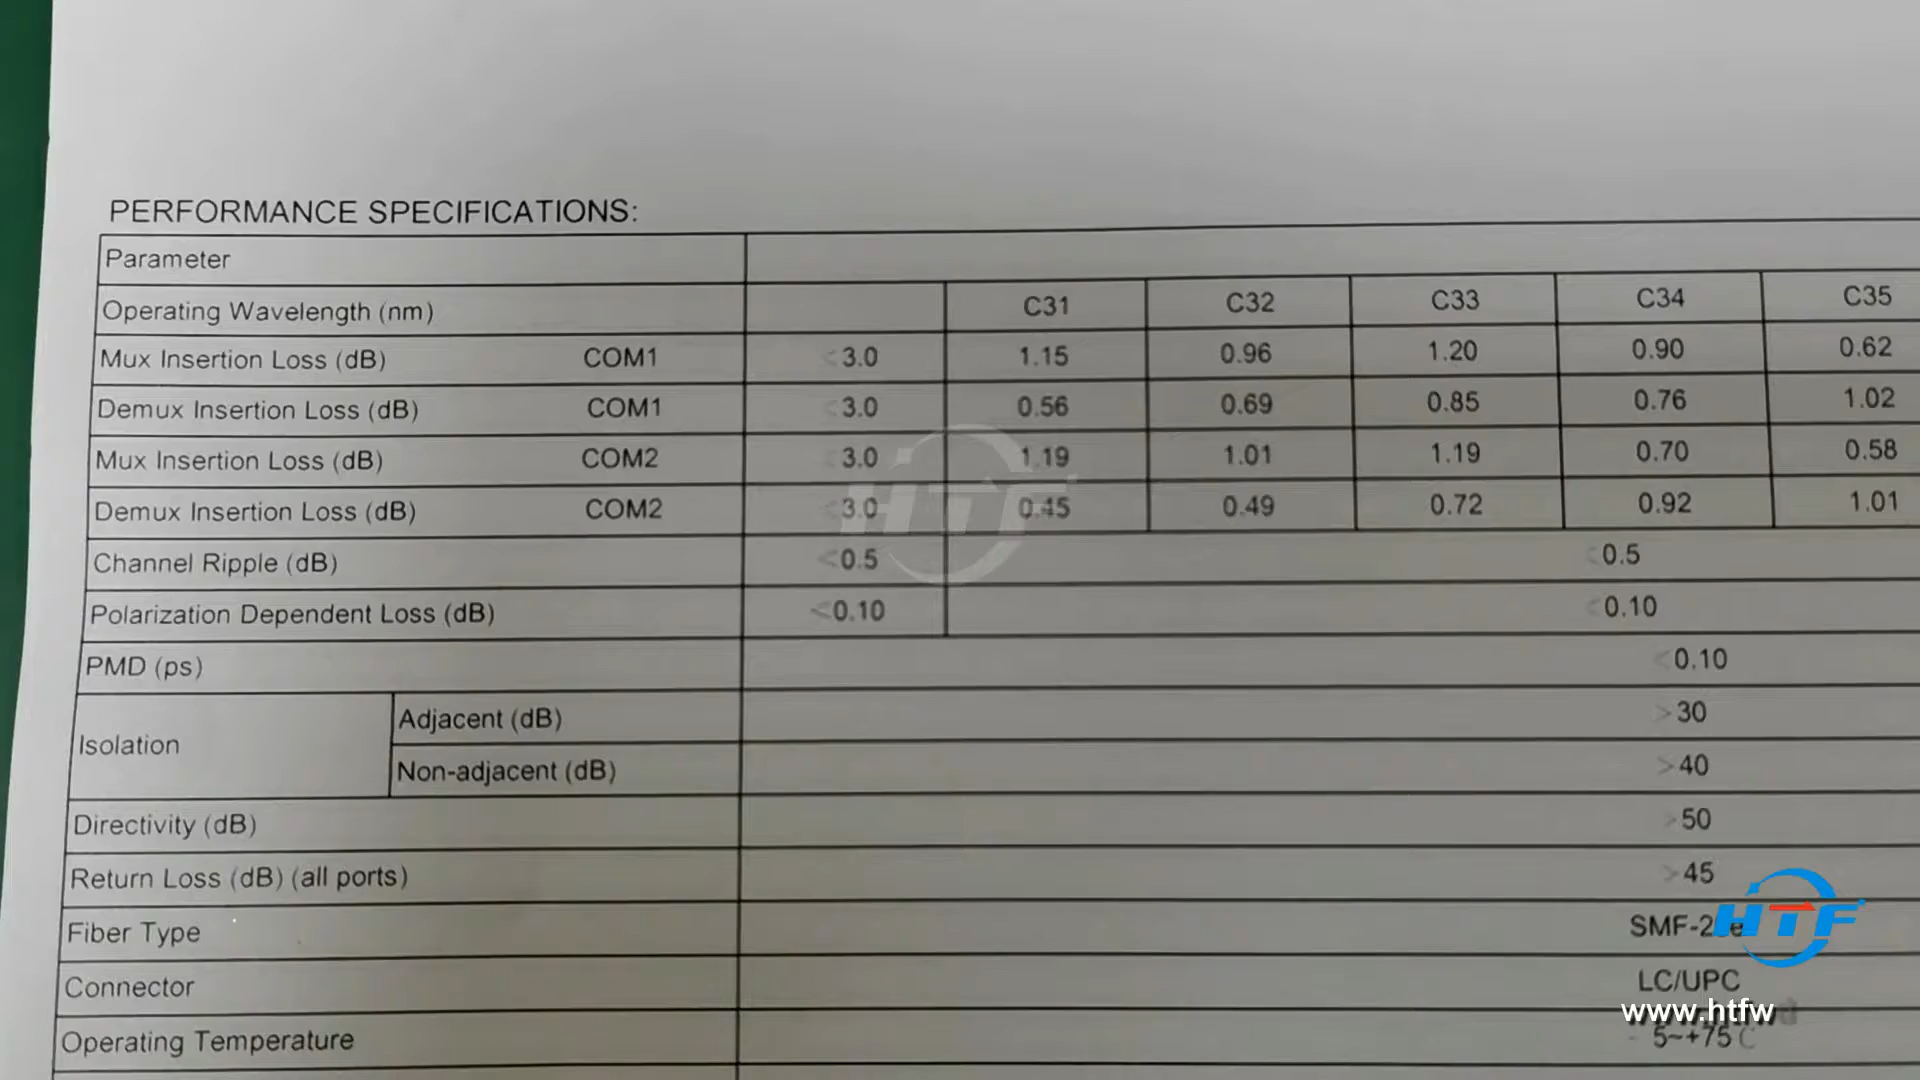 PERFORMANCE SPECIFICATIONS:
Parameter
Operating Wavelength (nm) C31 C32 C33 C34 C35
Mux Insertion Loss (dB) COM1 <3.0 1.15 0.96 1.20 0.90 0.62
Demux Insertion Loss (dB) COM1 <3.0 0.56 0.69 0.85 0.76 1.02
Mux Insertion Loss (dB) COM2 <3.0 1.19 1.01 1.19 0.70 0.58
Demux Insertion Loss (dB) COM2 <3.0 0.45 0.49 0.72 0.92 1.01
Channel Ripple (dB) <0.5 <0.5
Polarization Dependent Loss (dB) <0.10 <0.10
PMD (ps) <0.10
Isolation
Adjacent (dB) >30
Non-adjacent (dB) >40
Directivity (dB) >50
Return Loss (dB) (all ports) >45
Fiber Type
HTF
Connector LC/UPC
www.htfw
Operating Temperature 5~+75
HTF